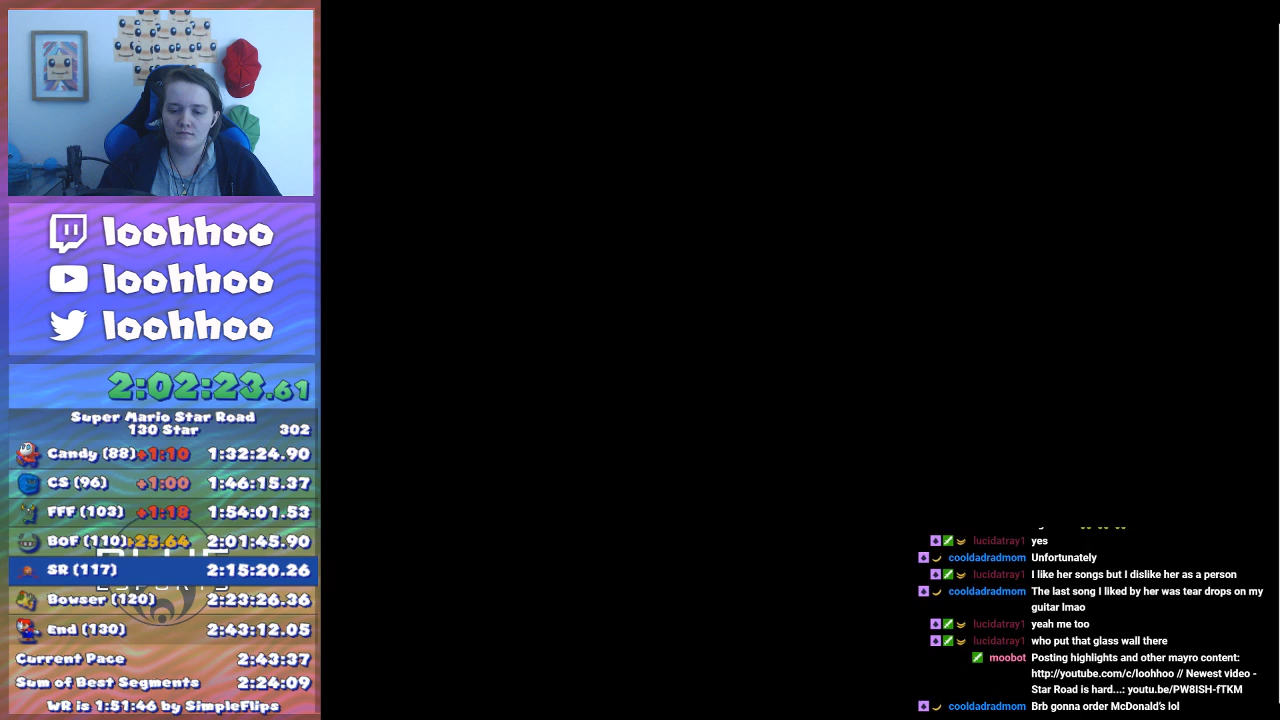 loohhoo
loohhoo
loohhoo
2:02:23.61
Super Mario Star Road
130 Star 302
Candy (88) +1:10 1:32:24.90
CS (96) +1:00 1:46:15.37
FFF (103) +1:18 1:54:01.53
BoF (110) +25.64 2:01:45.90
SR (117) 2:15:20.26
Bowser (120) 2:23:26.36
End (130) 2:43:12.05
Current Pace 2:43:37
Sum of Best Segments 2:24:09
WR is 1:51:46 by SimpleFlips
lucidatray1 yes
cooldadradmom Unfortunately
lucidatray1 I like her songs but I dislike her as a person
cooldadradmom The last song I liked by her was tear drops on my
guitar lmao
lucidatray1 yeah me too
lucidatray1 who put that glass wall there
moobot Posting highlights and other mayro content:
http://youtube.com/c/loohhoo // Newest video -
Star Road is hard...: youtu.be/PW8ISH-fTKM
cooldadradmom Brb gonna order McDonald's lol